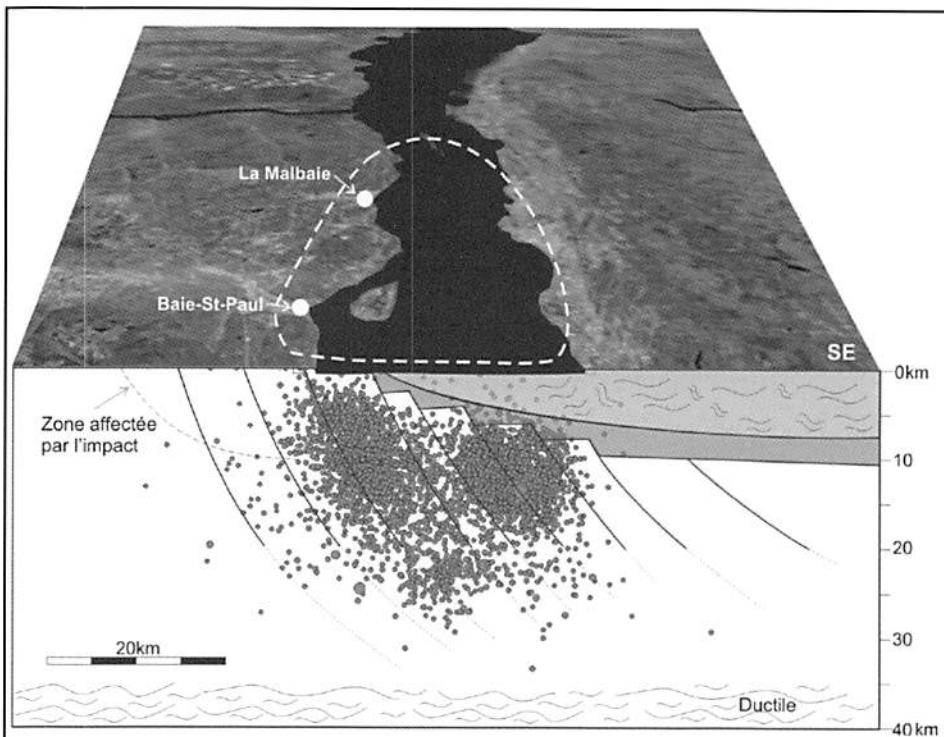 La Malbaie
Baie-St-Paul
SE
0km
Zone affectée
par l'impact
10
20
20km
30
Ductile
40 km